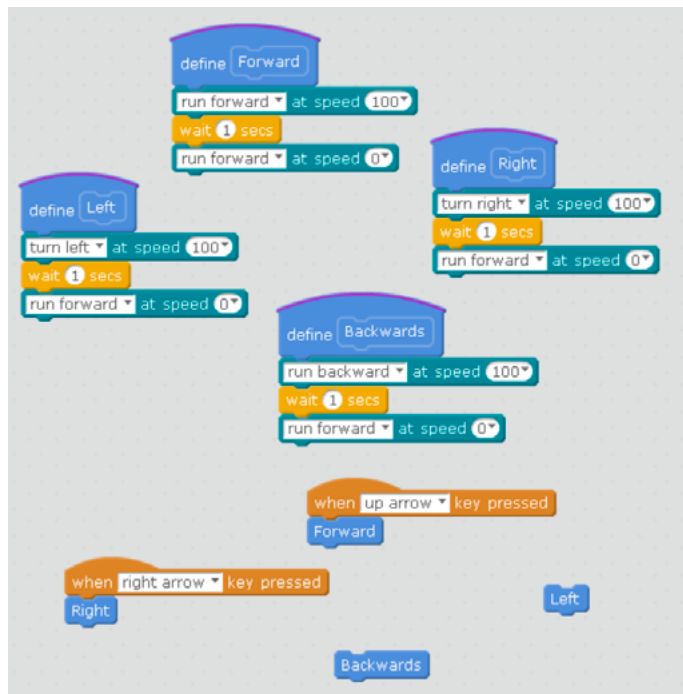 define Forward
run forward at speed 100
wait 1 secs
run forward at speed 0
define Right
turn right at speed 100
wait 1 secs
run forward at speed 0
define Left
turn left at speed 100
wait 1 secs
run forward at speed 0
define Backwards
run backward at speed 100
wait 1 secs
run forward at speed 0
when up arrow key pressed
Forward
when right arrow key pressed
Right
Left
Backwards